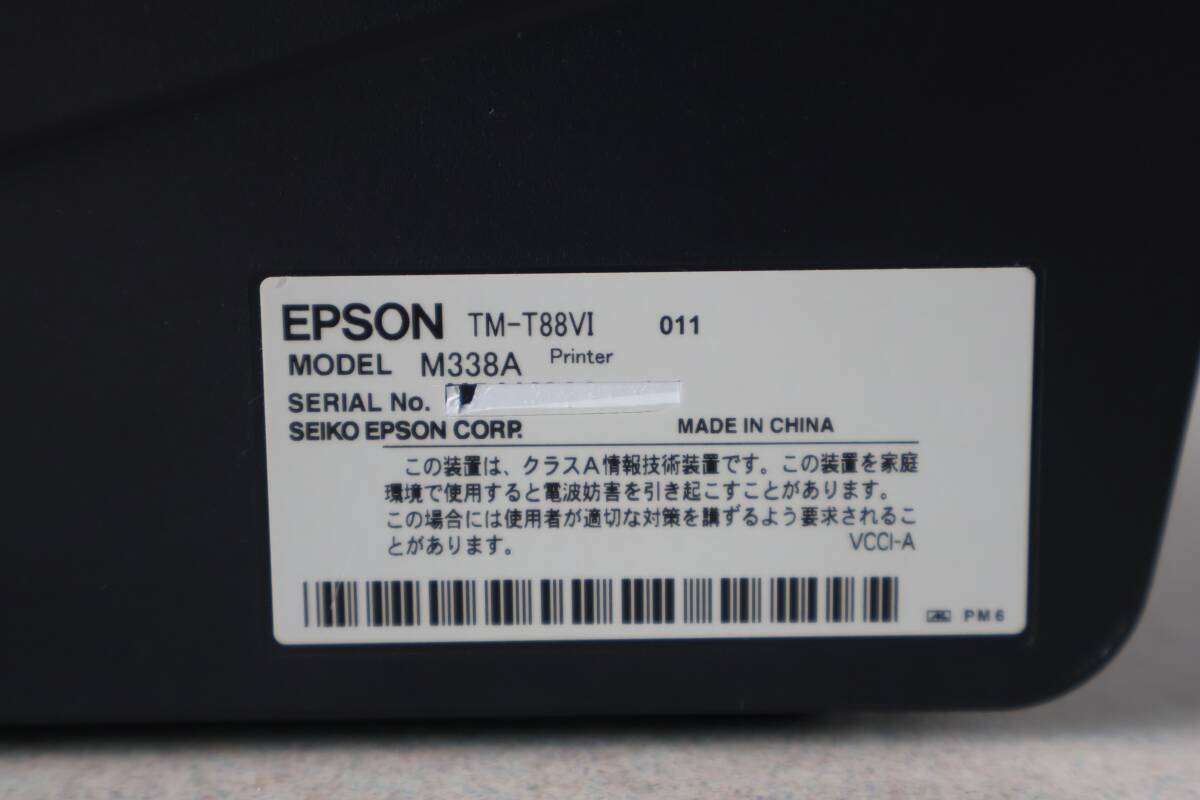 EPSON TM-T88VI 011
MODEL M338A Printer
SERIAL No.
SEIKO EPSON CORP. MADE IN CHINA
この装置は、クラスA情報技術装置です。この装置を家庭
環境で使用すると電波妨害を引き起こすことがあります。
この場合には使用者が適切な対策を講ずるよう要求されるこ
とがあります。 VCCI-A
PM6